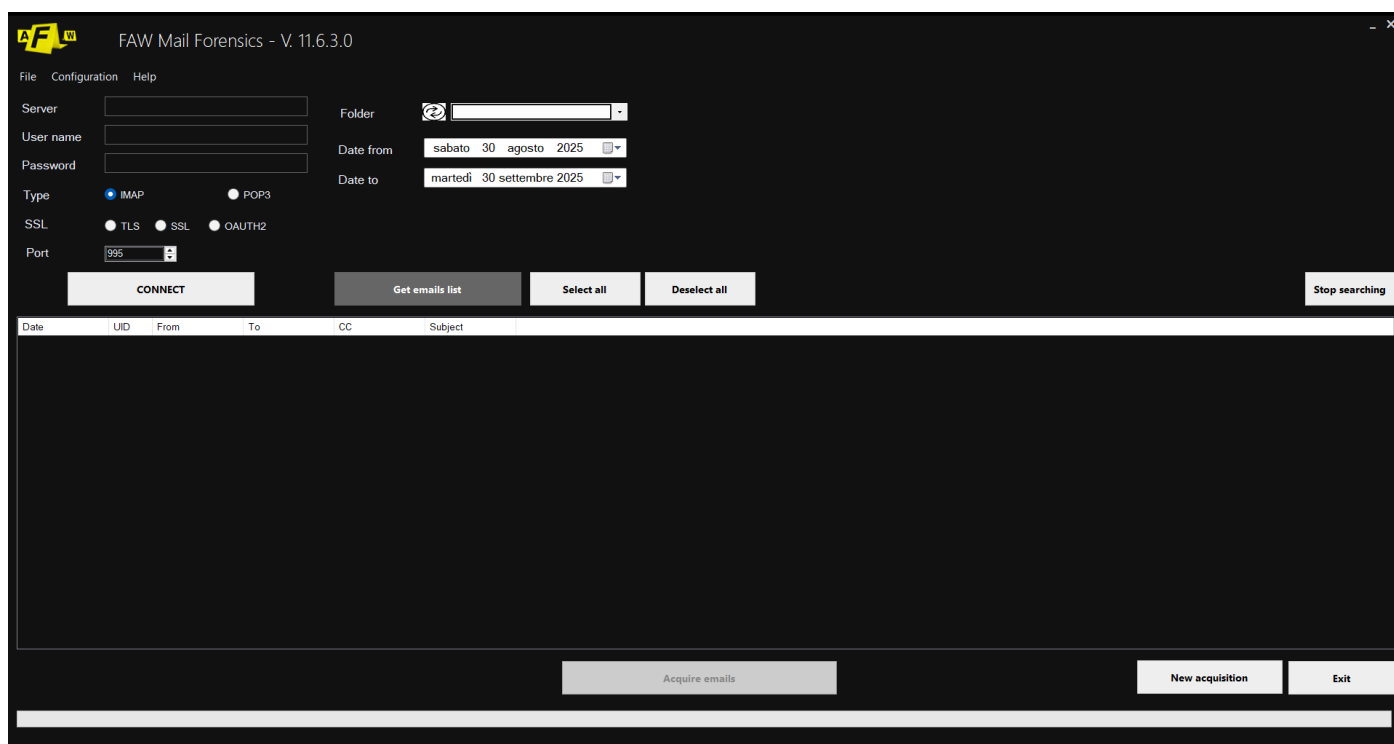 AFW
FAW Mail Forensics - V. 11.6.3.0
File Configuration Help
Server
User name
Password
Type IMAP POP3
SSL TLS SSL OAUTH2
Port 995
Folder
Date from sabato 30 agosto 2025
Date to martedì 30 settembre 2025
CONNECT Get emails list Select all Deselect all Stop searching
Date UID From To CC Subject
Acquire emails New acquisition Exit